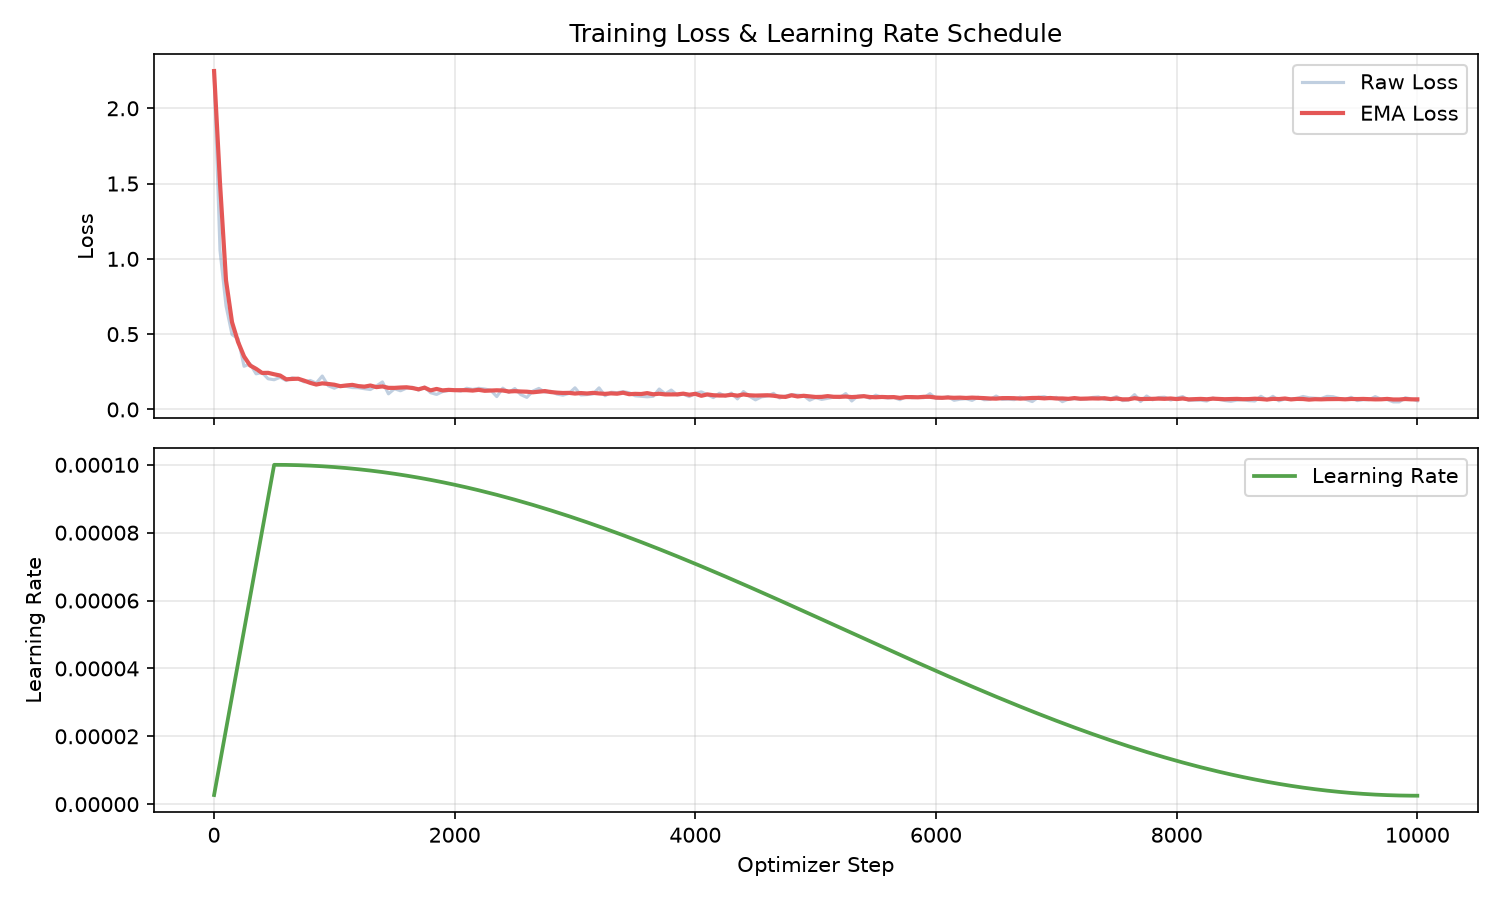 Training Loss & Learning Rate Schedule
Raw Loss
EMA Loss
Loss
2.0
1.5
1.0
0.5
0.0
Learning Rate
Learning Rate
0.00010
0.00008
0.00006
0.00004
0.00002
0.00000
0 2000 4000 6000 8000 10000
Optimizer Step